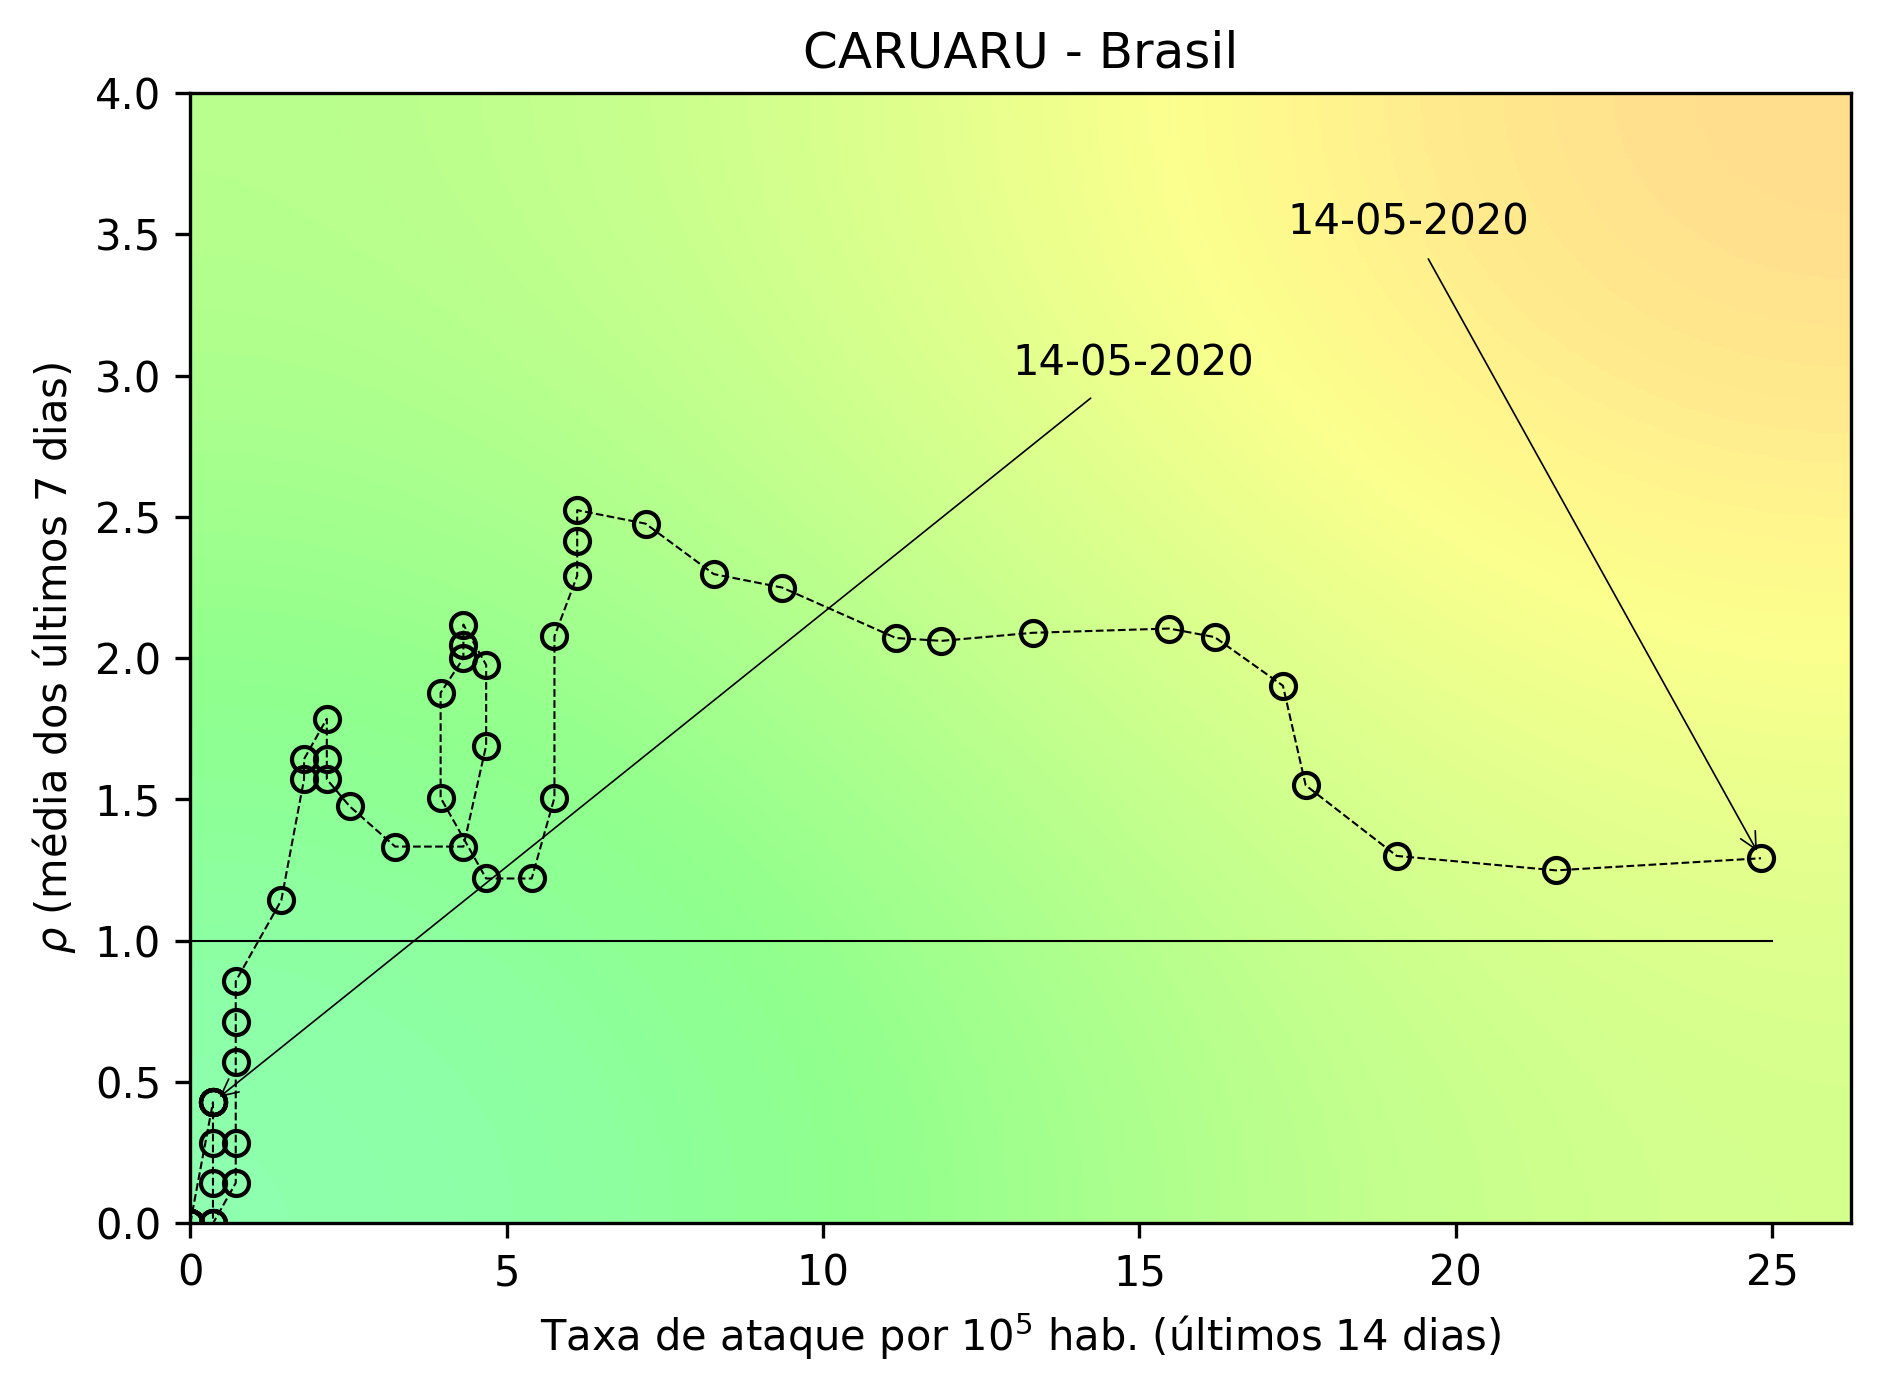 CARUARU - Brasil
4.0
3.5
3.0
2.5
2.0
1.5
1.0
0.5
0.0
ρ (média dos últimos 7 dias)
14-05-2020
14-05-2020
0 5 10 15 20 25
Taxa de ataque por 10⁵ hab. (últimos 14 dias)